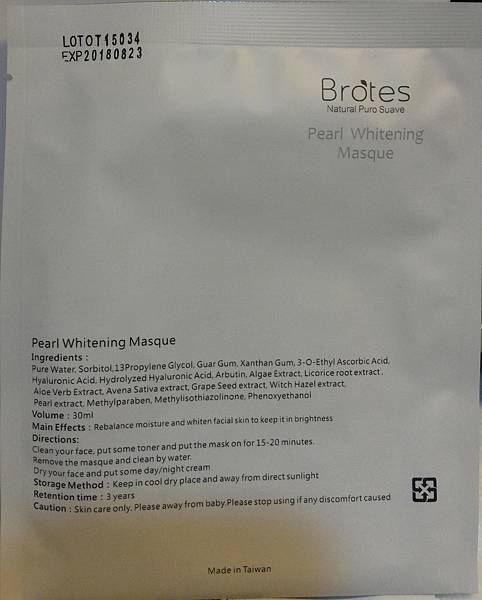 LOTOT15034
EXP20180823
Brotes
Natural Puro Suave
Pearl Whitening
Masque
Pearl Whitening Masque
Ingredients :
Pure Water, Sorbitol,13Propylene Glycol, Guar Gum, Xanthan Gum, 3-O-Ethyl Ascorbic Acid,
Hyaluronic Acid, Hydrolyzed Hyaluronic Acid, Arbutin, Algae Extract, Licorice root extract,
Aloe Verb Extract, Avena Sativa extract, Grape Seed extract, Witch Hazel extract,
Pearl extract, Methylparaben, Methylisothiazolinone, Phenoxyethanol
Volume : 30ml
Main Effects : Rebalance moisture and whiten facial skin to keep it in brightness
Directions:
Clean your face, put some toner and put the mask on for 15-20 minutes.
Remove the masque and clean by water.
Dry your face and put some day/night cream
Storage Method : Keep in cool dry place and away from direct sunlight
Retention time : 3 years
Caution : Skin care only. Please away from baby.Please stop using if any discomfort caused
Made in Taiwan